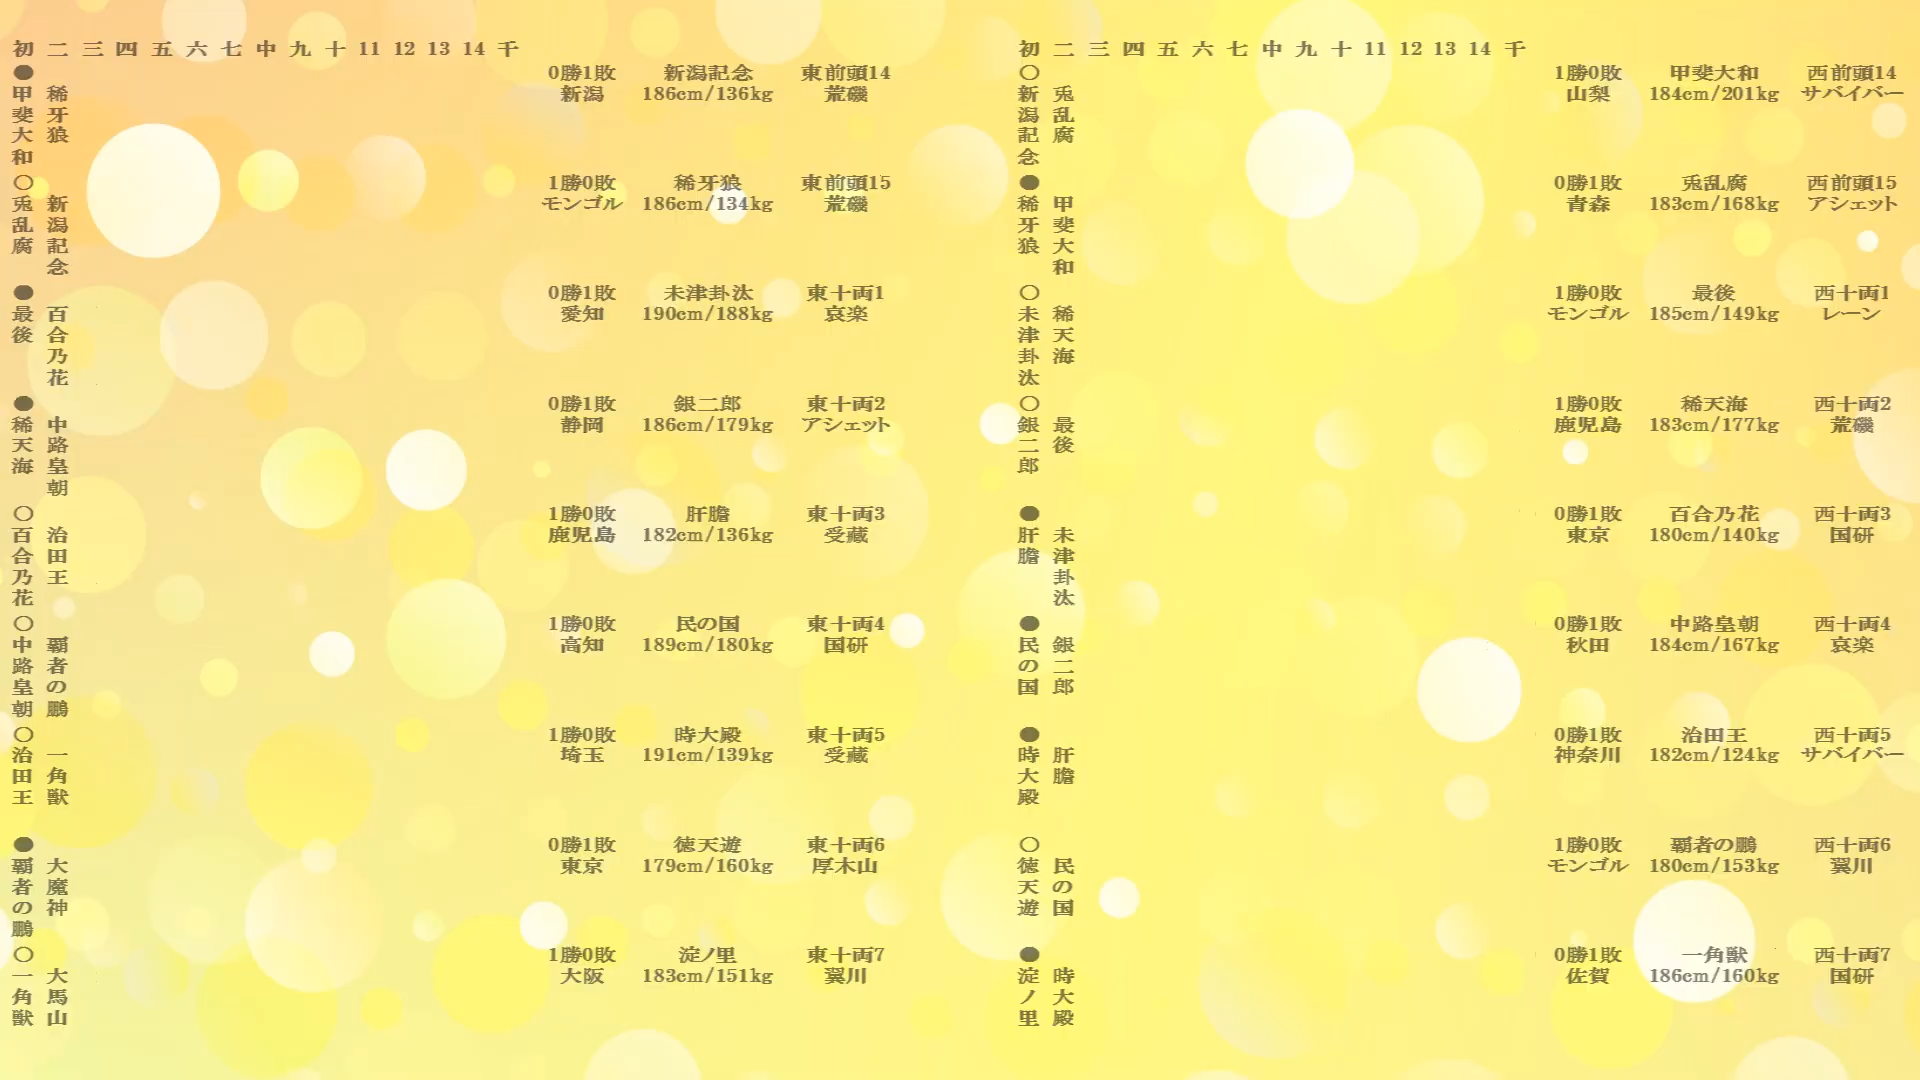 初 二 三 四 五 六 七 中 九 十 11 12 13 14 千
● 甲斐大和 稀牙狼
0勝1敗 新潟記念 東前頭14
新潟 186cm/136kg 荒磯
○ 兎乱腐 新潟記念
1勝0敗 稀牙狼 東前頭15
モンゴル 186cm/134kg 荒磯
● 最後 百合乃花
0勝1敗 未津卦汰 東十両1
愛知 190cm/188kg 哀楽
● 稀天海 中路皇朝
0勝1敗 銀二郎 東十両2
静岡 186cm/179kg アシェット
○ 百合乃花 治田王
1勝0敗 肝膽 東十両3
鹿児島 182cm/136kg 受蔵
○ 中路皇朝 覇者の鵬
1勝0敗 民の国 東十両4
高知 189cm/180kg 国研
○ 治田王 一角獣
1勝0敗 時大殿 東十両5
埼玉 191cm/139kg 受蔵
● 覇者の鵬 大魔神
0勝1敗 徳天遊 東十両6
東京 179cm/160kg 厚木山
○ 一角獣 大馬山
1勝0敗 淀ノ里 東十両7
大阪 183cm/151kg 翼川
初 二 三 四 五 六 七 中 九 十 11 12 13 14 千
○ 新潟記念 兎乱腐
1勝0敗 甲斐大和 西前頭14
山梨 184cm/201kg サバイバー
● 稀牙狼 甲斐大和
0勝1敗 兎乱腐 西前頭15
青森 183cm/168kg アシェット
○ 未津卦汰 稀天海
1勝0敗 最後 西十両1
モンゴル 185cm/149kg レーン
○ 銀二郎 最後
1勝0敗 稀天海 西十両2
鹿児島 183cm/177kg 荒磯
● 肝膽 未津卦汰
0勝1敗 百合乃花 西十両3
東京 180cm/140kg 国研
● 民の国 銀二郎
0勝1敗 中路皇朝 西十両4
秋田 184cm/167kg 哀楽
● 時大殿 肝膽
0勝1敗 治田王 西十両5
神奈川 182cm/124kg サバイバー
○ 徳天遊 民の国
1勝0敗 覇者の鵬 西十両6
モンゴル 180cm/153kg 翼川
● 淀ノ里 時大殿
0勝1敗 一角獣 西十両7
佐賀 186cm/160kg 国研